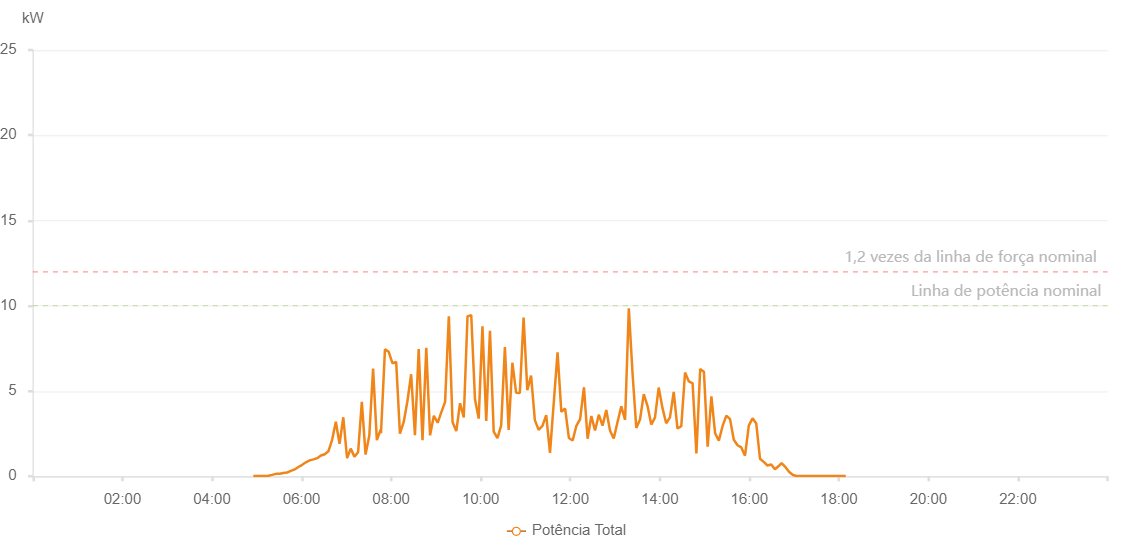 kW
25
20
15
1,2 vezes da linha de força nominal
Linha de potência nominal
10
5
0
02:00 04:00 06:00 08:00 10:00 12:00 14:00 16:00 18:00 20:00 22:00
Potência Total